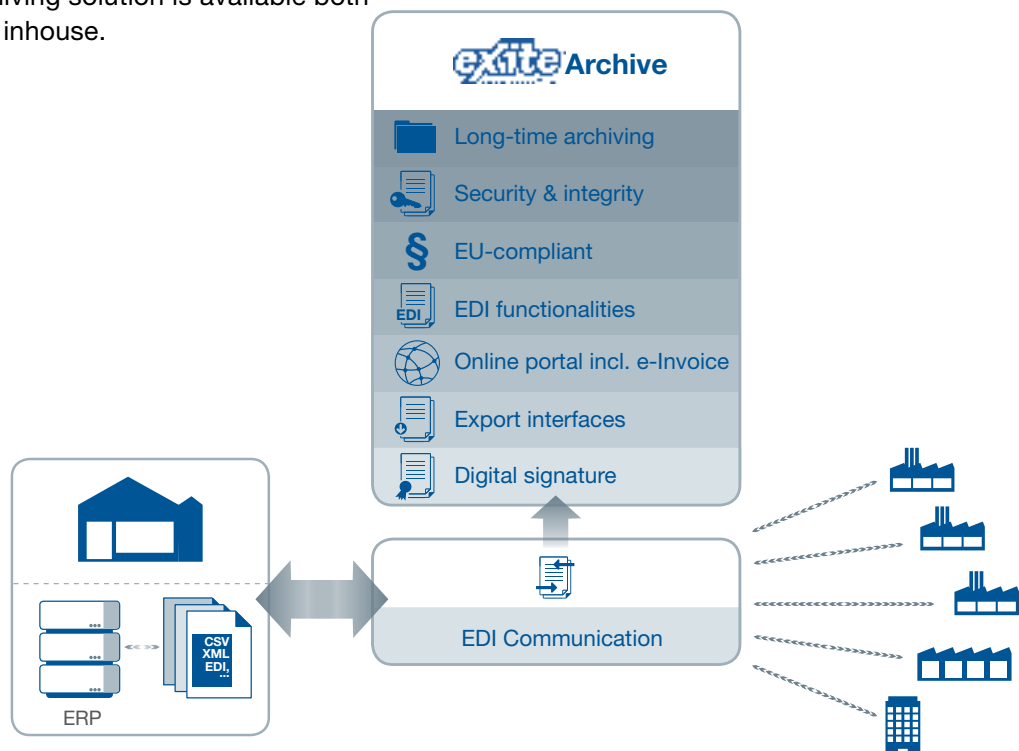 iving solution is available both
inhouse.
eXite Archive
Long-time archiving
Security & integrity
§ EU-compliant
EDI EDI functionalities
Online portal incl. e-Invoice
Export interfaces
Digital signature
EDI Communication
CSV
XML
EDI,
...
ERP